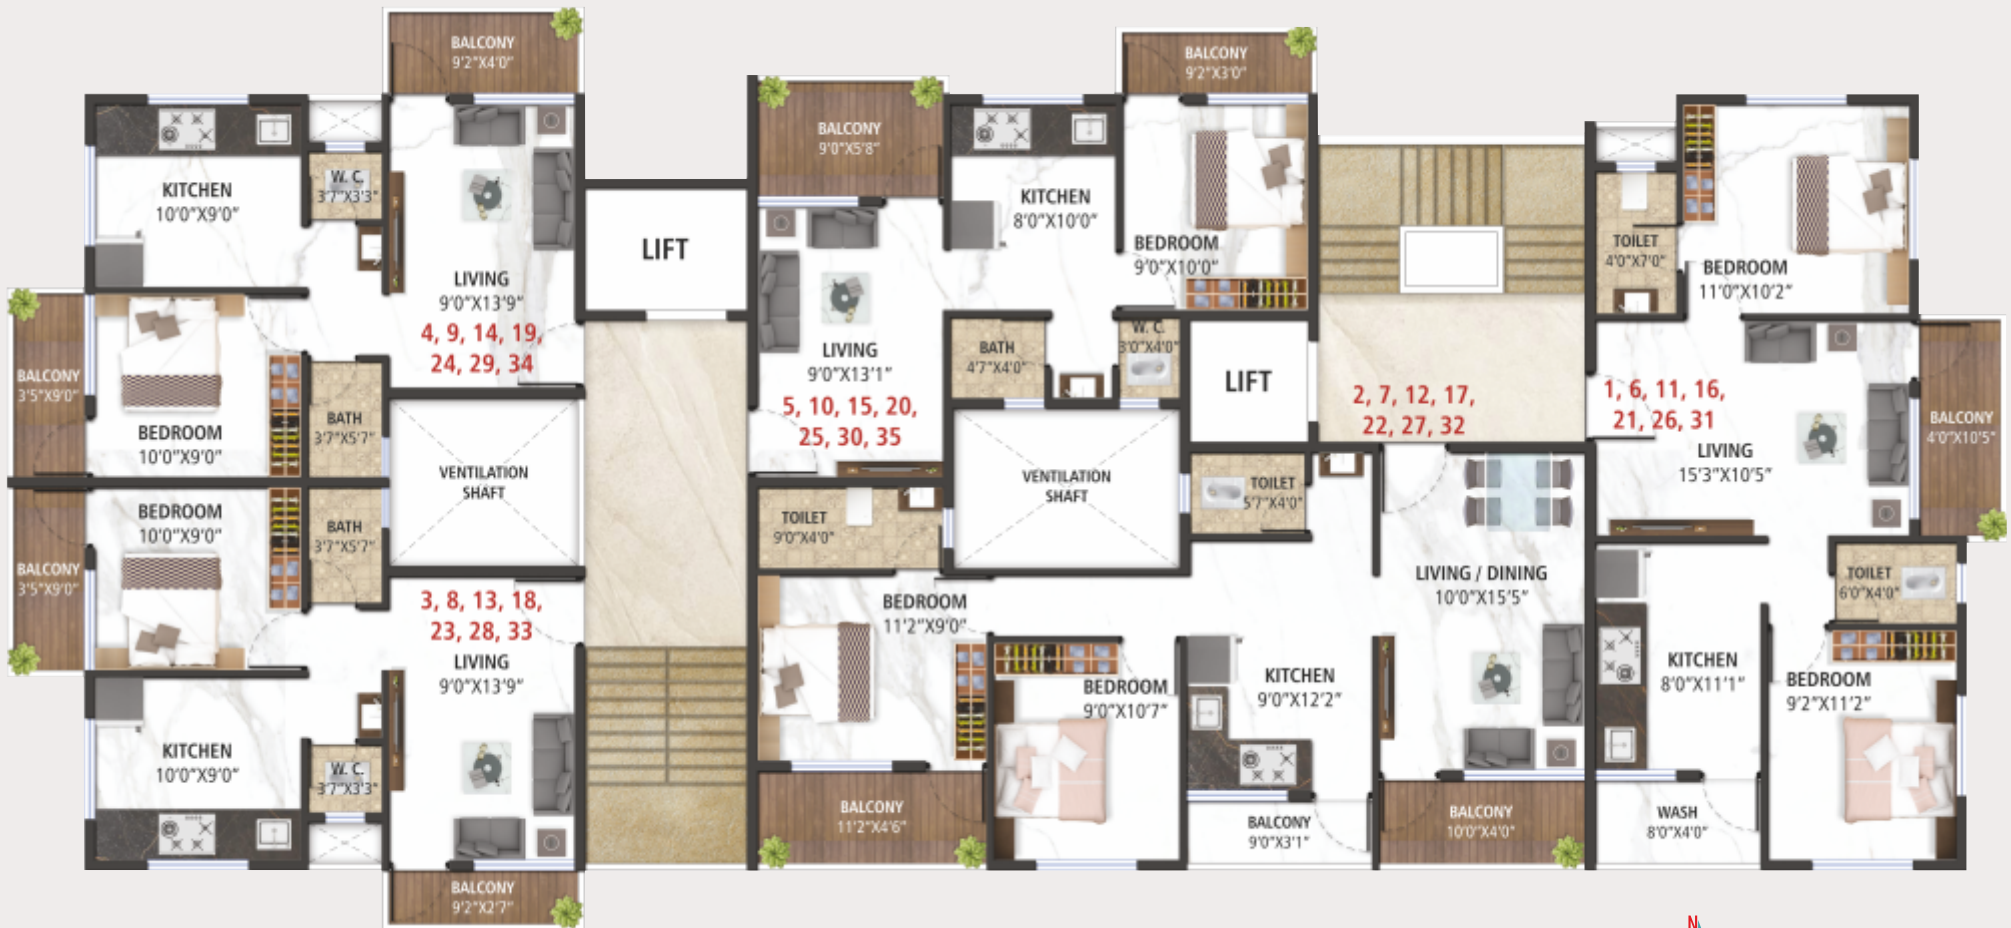 BALCONY
9'2"X4'0"
KITCHEN
10'0"X9'0"
W. C.
3'7"X3'3"
LIVING
9'0"X13'9"
4, 9, 14, 19,
24, 29, 34
BALCONY
3'5"X9'0"
BEDROOM
10'0"X9'0"
BATH
3'7"X5'7"
VENTILATION
SHAFT
LIFT
BALCONY
3'5"X9'0"
BEDROOM
10'0"X9'0"
BATH
3'7"X5'7"
3, 8, 13, 18,
23, 28, 33
LIVING
9'0"X13'9"
KITCHEN
10'0"X9'0"
W. C.
3'7"X3'3"
BALCONY
9'2"X2'7"
BALCONY
9'0"X5'8"
KITCHEN
8'0"X10'0"
BALCONY
9'2"X3'0"
BEDROOM
9'0"X10'0"
LIVING
9'0"X13'1"
5, 10, 15, 20,
25, 30, 35
BATH
4'7"X4'0"
W. C.
3'0"X4'0"
LIFT
VENTILATION
SHAFT
TOILET
9'0"X4'0"
BEDROOM
11'2"X9'0"
BALCONY
11'2"X4'6"
BEDROOM
9'0"X10'7"
TOILET
5'7"X4'0"
2, 7, 12, 17,
22, 27, 32
LIVING / DINING
10'0"X15'5"
KITCHEN
9'0"X12'2"
BALCONY
9'0"X3'1"
BALCONY
10'0"X4'0"
TOILET
4'0"X7'0"
BEDROOM
11'0"X10'2"
1, 6, 11, 16,
21, 26, 31
LIVING
15'3"X10'5"
BALCONY
4'0"X10'5"
TOILET
6'0"X4'0"
KITCHEN
8'0"X11'1"
BEDROOM
9'2"X11'2"
WASH
8'0"X4'0"
N